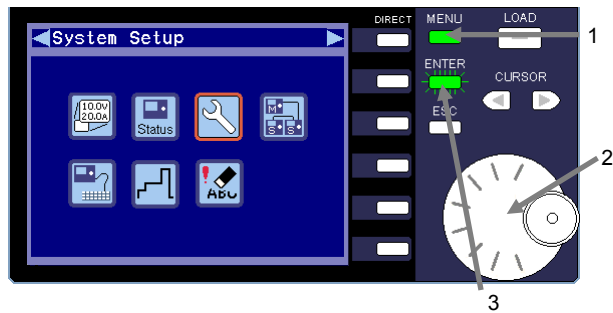 DIRECT MENU LOAD
System Setup
1
ENTER
CURSOR
10.0V
20.0A
Status
M
S S
ESC
2
ABC
3